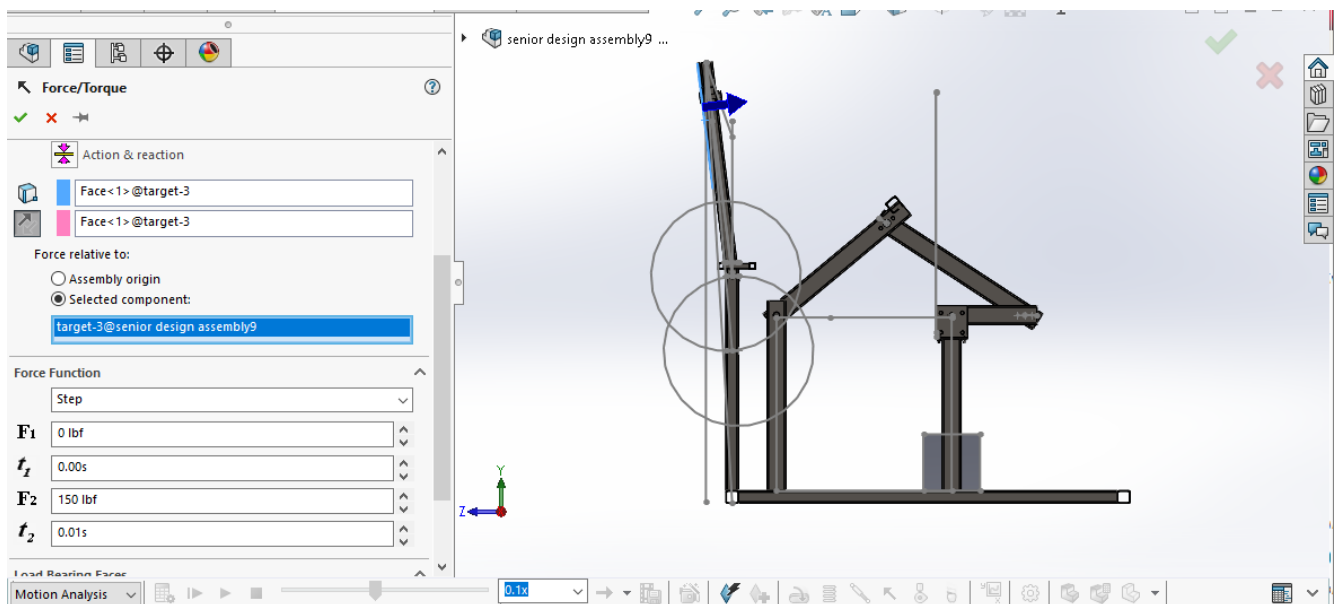 senior design assembly9 ...
Force/Torque
Action & reaction
Face<1>@target-3
Face<1>@target-3
Force relative to:
Assembly origin
Selected component:
target-3@senior design assembly9
Force Function
Step
F1 0 lbf
t1 0.00s
F2 150 lbf
t2 0.01s
Load Bearing Faces
Y
Z
Motion Analysis
0.1x